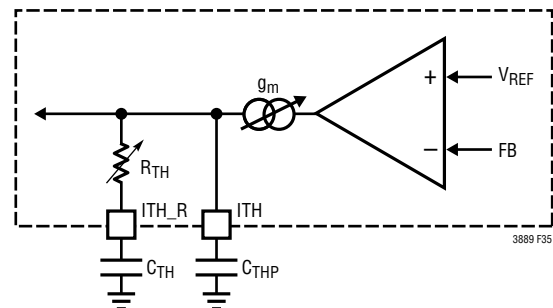 gm
+
VREF
−
FB
RTH
ITH_R
ITH
CTH
CTHP
3889 F35